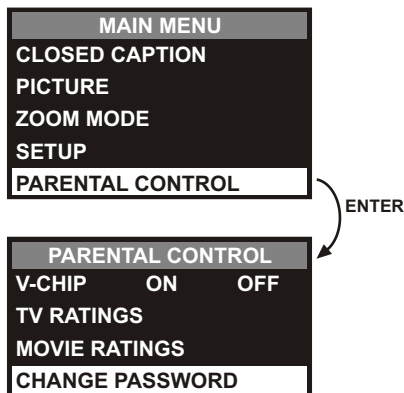 MAIN MENU
CLOSED CAPTION
PICTURE
ZOOM MODE
SETUP
PARENTAL CONTROL
ENTER
PARENTAL CONTROL
V-CHIP ON OFF
TV RATINGS
MOVIE RATINGS
CHANGE PASSWORD